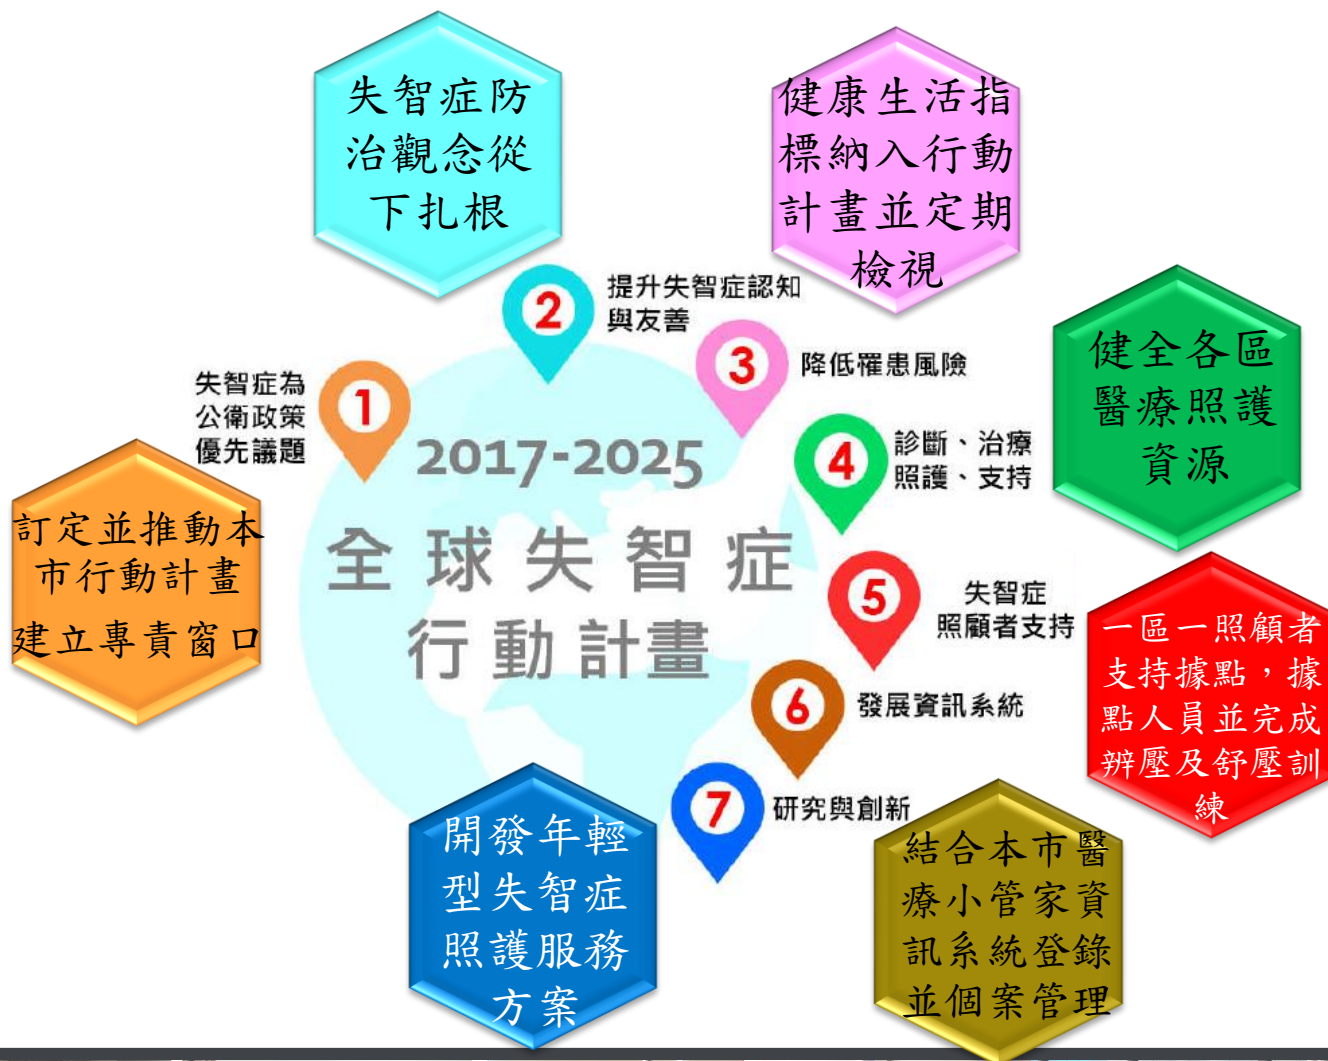 失智症防
治觀念從
下扎根
健康生活指
標納入行動
計畫並定期
檢視
2
提升失智症認知
與友善
3
降低罹患風險
健全各區
醫療照護
資源
失智症為
公衛政策
優先議題
1
2017-2025
全球失智症
行動計畫
4
診斷、治療
照護、支持
訂定並推動本
市行動計畫
建立專責窗口
5
失智症
照顧者支持
一區一照顧者
支持據點，據
點人員並完成
辨壓及舒壓訓
練
6
發展資訊系統
7
研究與創新
開發年輕
型失智症
照護服務
方案
結合本市醫
療小管家資
訊系統登錄
並個案管理